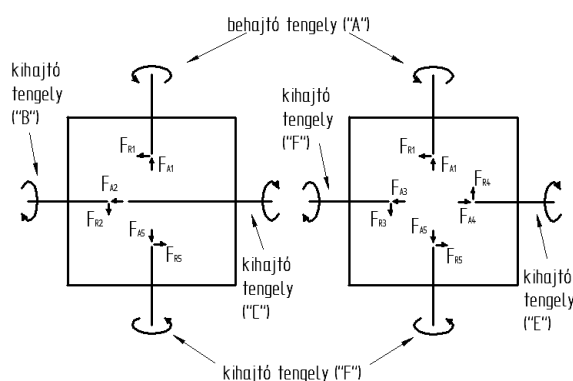 behajtó tengely ("A")
kihajtó
tengely
("B")
kihajtó
tengely
("F")
F_R1
F_A1
F_A2
F_R2
F_A5
F_R5
F_R1
F_A1
F_A3
F_R3
F_R4
F_A4
F_A5
F_R5
kihajtó
tengely
("C")
kihajtó
tengely
("E")
kihajtó tengely ("F")